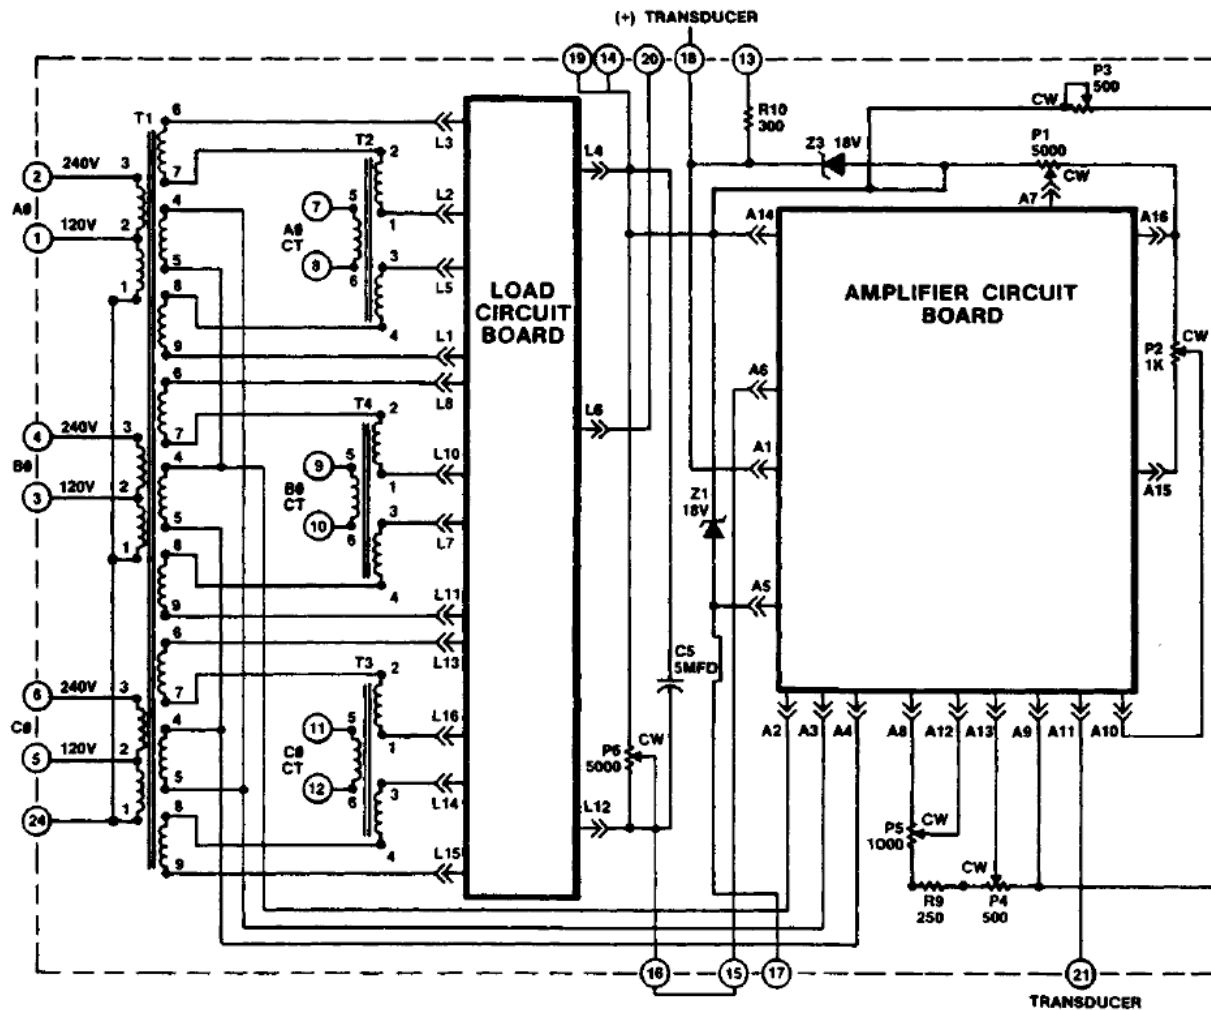 (+) TRANSDUCER
19 14 20 18 13
P3
500
CW
T1 6
L3
R10
300
T2 2
L4
Z3 18V
P1
5000
CW
A7
2 240V 3
7
4
7 5
L2
1
A14
A16
AØ
AØ
CT
1 120V 2
5
8 6
3
L5
LOAD
CIRCUIT
BOARD
AMPLIFIER CIRCUIT
BOARD
1
8
4
9
L1
CW
P2
1K
6
L8
A6
T4 2
L6
4 240V 3
7
4
9 5
L10
1
A1
BØ
BØ
CT
3 120V 2
5
10 6
3
L7
Z1
18V
A15
1
8
4
9
L11
A5
6
L13
C5
5MFD
T3 2
6 240V 3
7
4
11 5
L16
1
CØ
CØ
CT
5 120V 2
5
12 6
3
L14
P6
5000
CW
A2 A3 A4 A8 A12 A13 A9 A11 A10
24 1
8
4
L12
9
L15
P5
1000
CW
CW
R9
250
P4
500
16 15 17 21
TRANSDUCER